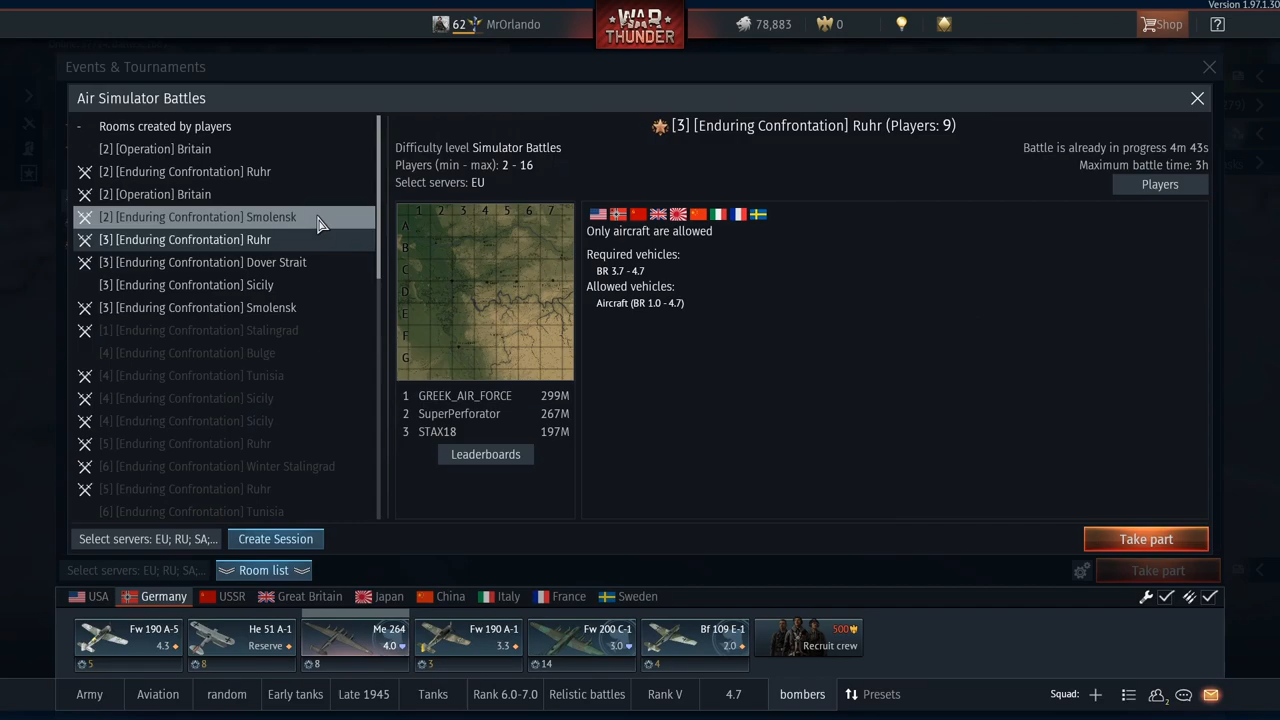 Version 1.97.1.30
62 MrOrlando
WAR THUNDER
78,883
0
Shop
Events & Tournaments
Air Simulator Battles
- Rooms created by players
[2] [Operation] Britain
[2] [Enduring Confrontation] Ruhr
[2] [Operation] Britain
[2] [Enduring Confrontation] Smolensk
[3] [Enduring Confrontation] Ruhr
[3] [Enduring Confrontation] Dover Strait
[3] [Enduring Confrontation] Sicily
[3] [Enduring Confrontation] Smolensk
[1] [Enduring Confrontation] Stalingrad
[4] [Enduring Confrontation] Bulge
[4] [Enduring Confrontation] Tunisia
[4] [Enduring Confrontation] Sicily
[4] [Enduring Confrontation] Sicily
[5] [Enduring Confrontation] Ruhr
[6] [Enduring Confrontation] Winter Stalingrad
[5] [Enduring Confrontation] Ruhr
[6] [Enduring Confrontation] Tunisia
[3] [Enduring Confrontation] Ruhr (Players: 9)
Difficulty level Simulator Battles
Players (min - max): 2 - 16
Select servers: EU
Battle is already in progress 4m 43s
Maximum battle time: 3h
Players
1 2 3 4 5 6 7
A
B
C
D
E
F
G
Only aircraft are allowed
Required vehicles:
BR 3.7 - 4.7
Allowed vehicles:
Aircraft (BR 1.0 - 4.7)
1 GREEK_AIR_FORCE 299M
2 SuperPerforator 267M
3 STAX18 197M
Leaderboards
Select servers: EU; RU; SA;...
Create Session
Take part
Select servers: EU; RU; SA;...
Room list
Take part
USA Germany USSR Great Britain Japan China Italy France Sweden
Fw 190 A-5
4.3
5
He 51 A-1
Reserve
8
Me 264
4.0
8
Fw 190 A-1
3.3
3
Fw 200 C-1
3.0
14
Bf 109 E-1
2.0
4
500
Recruit crew
Army Aviation random Early tanks Late 1945 Tanks Rank 6.0-7.0 Relistic battles Rank V 4.7 bombers Presets
Squad: + 2